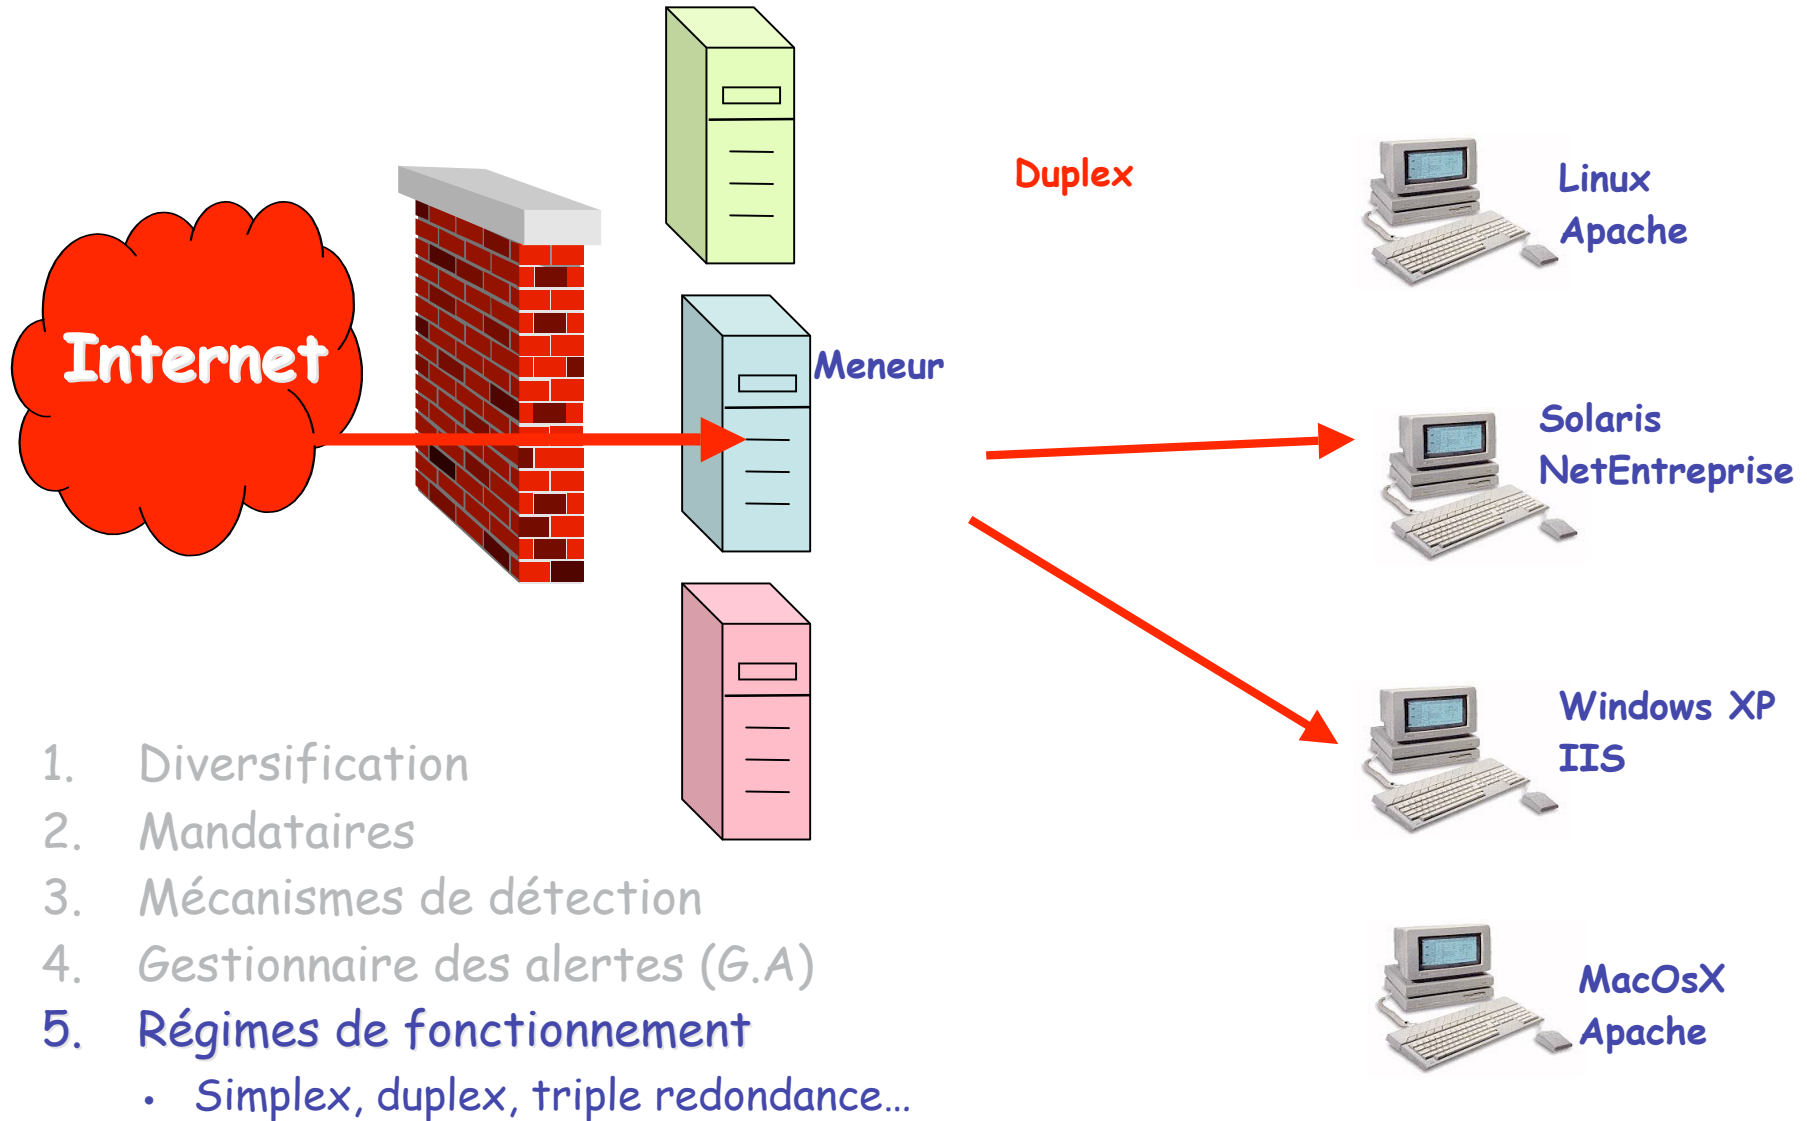 Duplex
Linux
Apache
Internet
Meneur
Solaris
NetEntreprise
Windows XP
IIS
1. Diversification
2. Mandataires
3. Mécanismes de détection
4. Gestionnaire des alertes (G.A)
MacOsX
Apache
5. Régimes de fonctionnement
• Simplex, duplex, triple redondance…